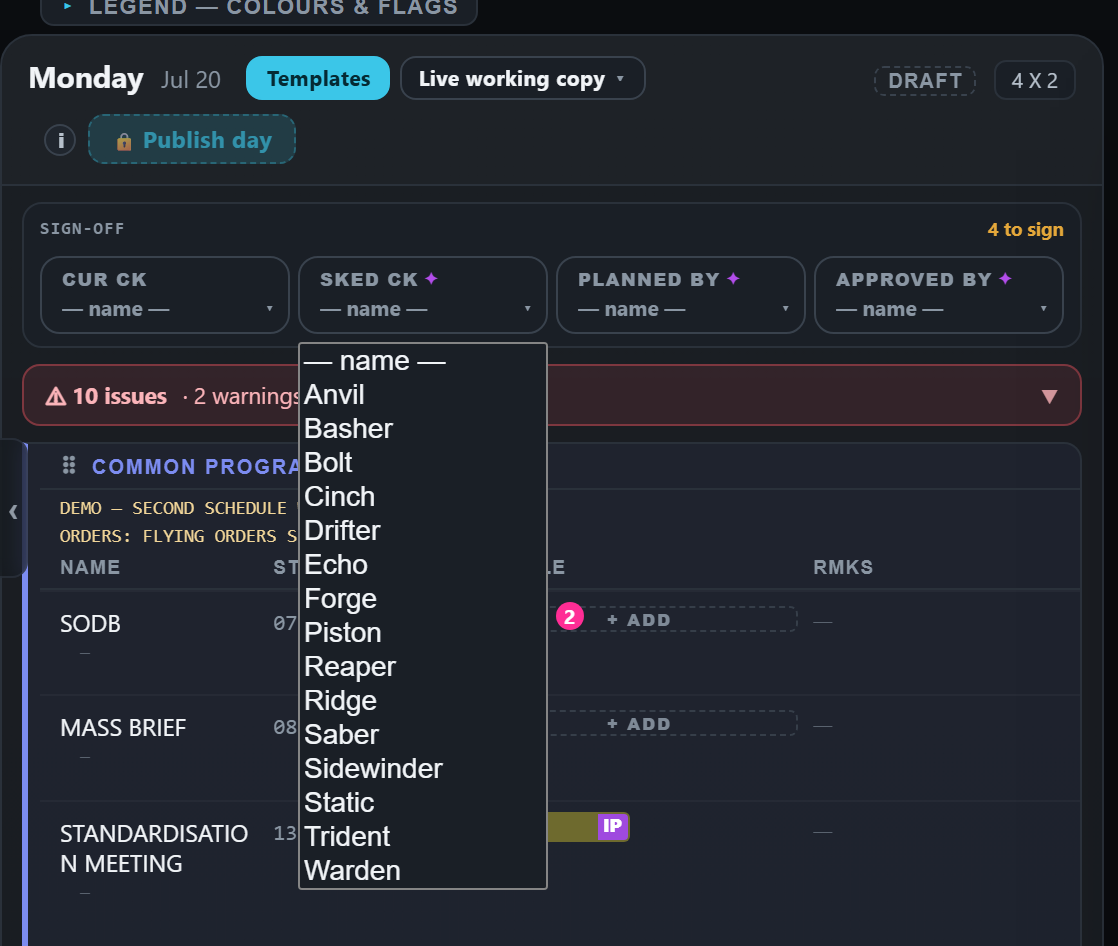 ▸ LEGEND — COLOURS & FLAGS
Monday Jul 20 Templates Live working copy ▾ DRAFT 4 X 2
i 🔒 Publish day
SIGN-OFF 4 to sign
CUR CK SKED CK ✦ PLANNED BY ✦ APPROVED BY ✦
— name — ▾ — name — ▾ — name — ▾ — name — ▾
— name —
⚠ 10 issues · 2 warnings ▼
Anvil
Basher
Bolt
Cinch
Drifter
Echo
Forge
Piston
Reaper
Ridge
Saber
Sidewinder
Static
Trident
Warden
COMMON PROGRA
DEMO — SECOND SCHEDULE
ORDERS: FLYING ORDERS S
NAME ST LE RMKS
SODB 07 2 + ADD —
—
MASS BRIEF 08 + ADD —
—
STANDARDISATIO 13 IP —
N MEETING
—